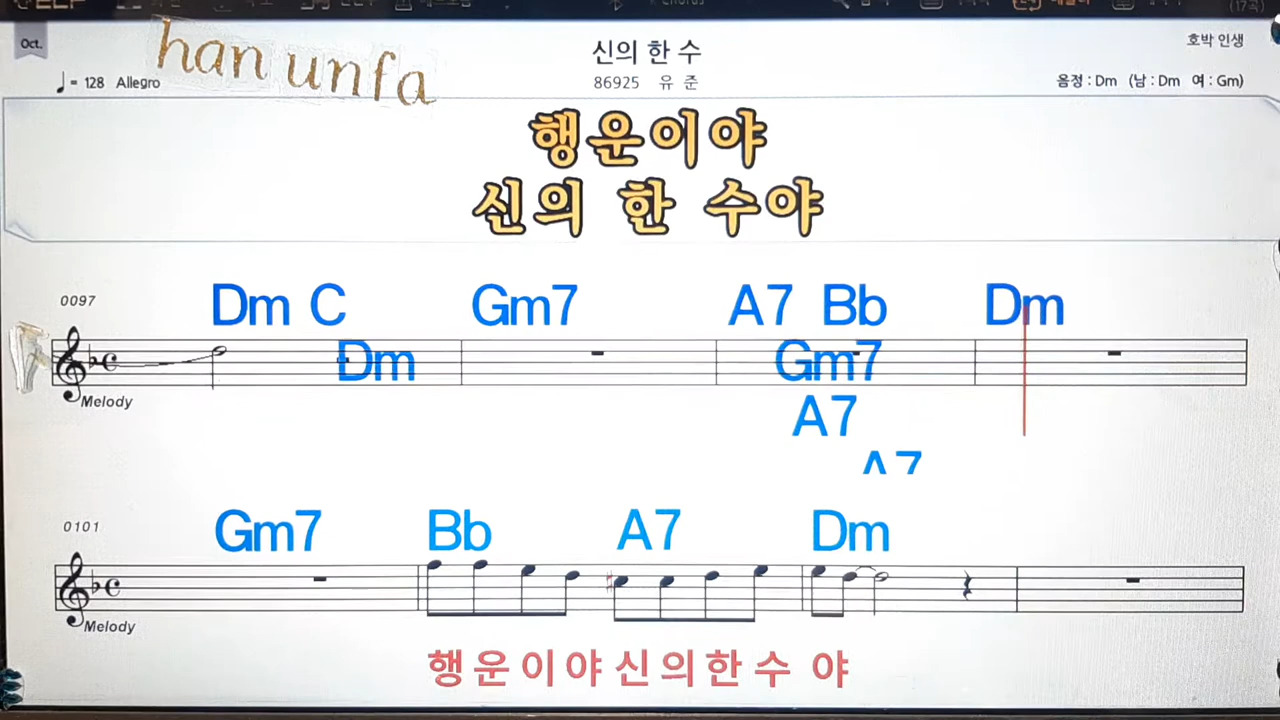 Oct.
han unfa
신의 한 수
호박 인생
♩= 128 Allegro
86925 유 준
음정 : Dm (남 : Dm 여 : Gm)
행운이야
신의 한 수야
0097
Dm C Gm7 A7 Bb Dm
Dm Gm7
Melody
A7
A7
0101
Gm7 Bb A7 Dm
Melody
행 운 이 야 신 의 한 수 야